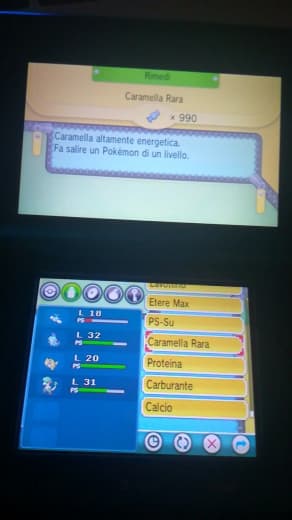 Rimedi
Caramella Rara
× 990
Caramella altamente energetica.
Fa salire un Pokémon di un livello.
L 18
PS
L 32
PS
L 20
PS
L 31
PS
Lavottino
Etere Max
PS-Su
Caramella Rara
Proteina
Carburante
Calcio